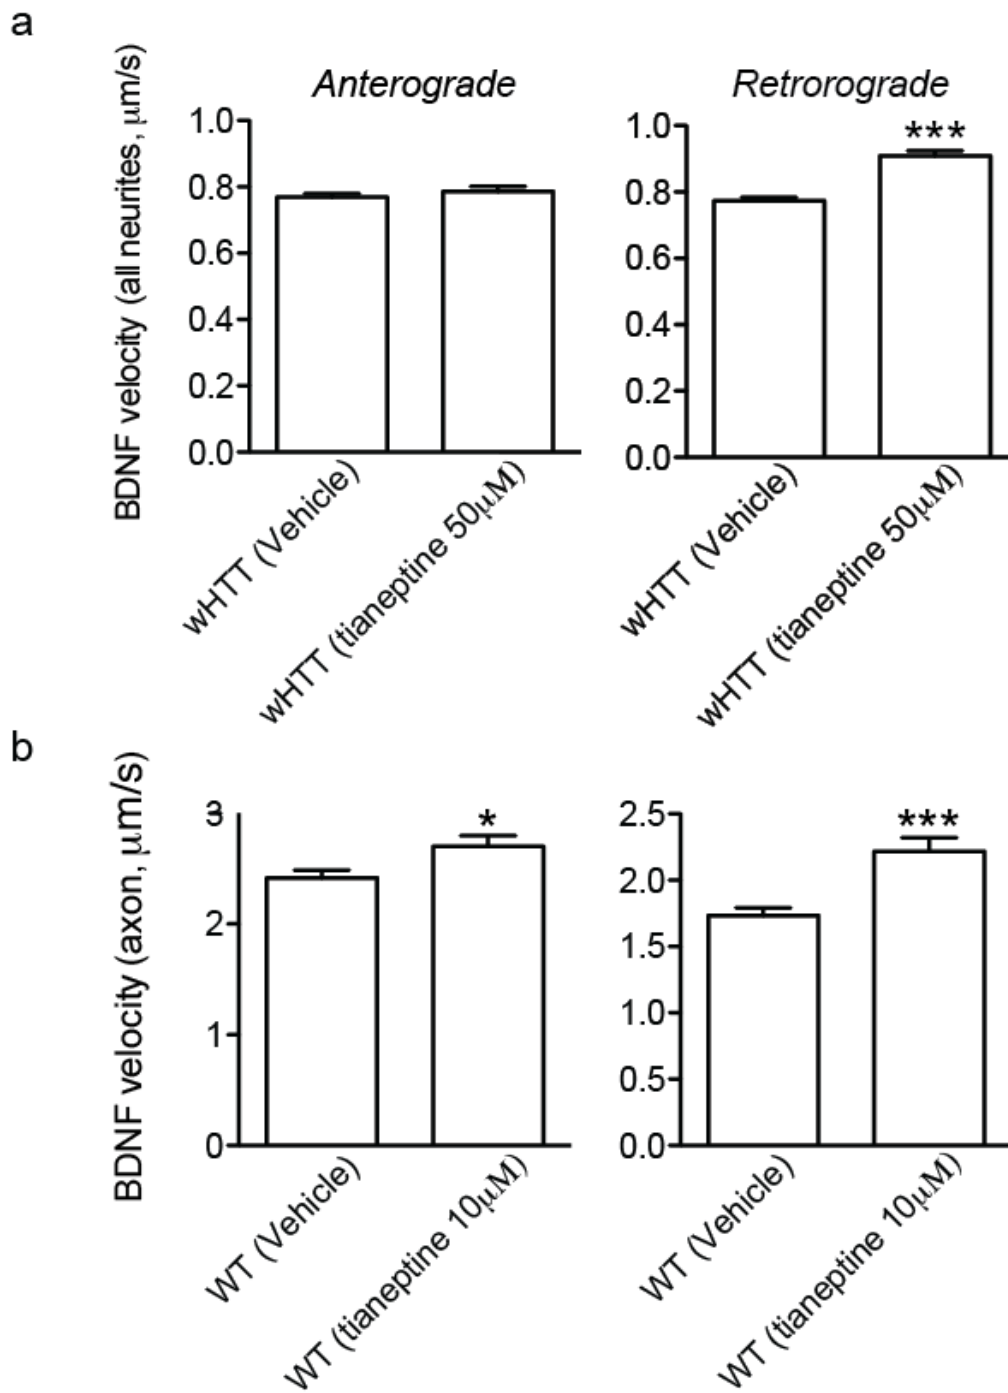 a
Anterograde
Retrorograde
BDNF velocity (all neurites, μm/s)
1.0
0.8
0.6
0.4
0.2
0.0
wHTT (Vehicle)
wHTT (tianeptine 50μM)
***
1.0
0.8
0.6
0.4
0.2
0.0
wHTT (Vehicle)
wHTT (tianeptine 50μM)
b
BDNF velocity (axon, μm/s)
3
2
1
0
*
WT (Vehicle)
WT (tianeptine 10μM)
2.5
2.0
1.5
1.0
0.5
0.0
***
WT (Vehicle)
WT (tianeptine 10μM)